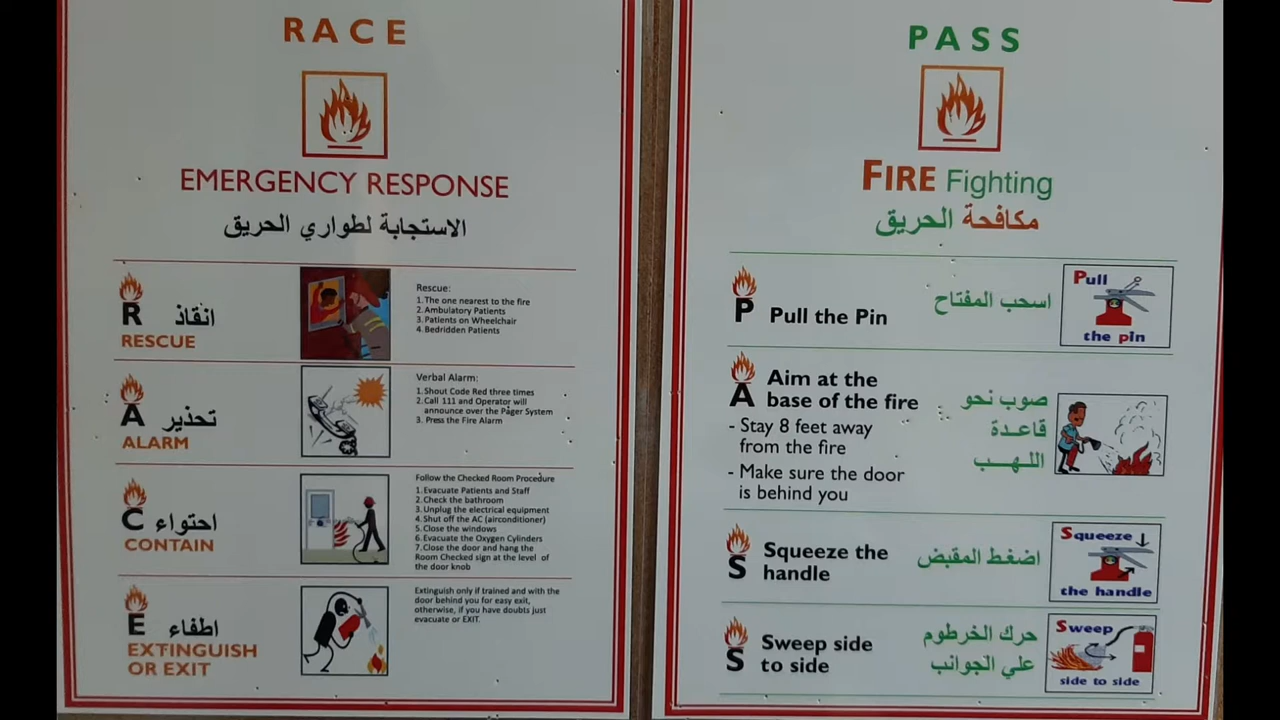 RACE
EMERGENCY RESPONSE
الاستجابة لطواري الحريق
R انقاذ
RESCUE
Rescue:
1. The one nearest to the fire
2. Ambulatory Patients
3. Patients on Wheelchair
4. Bedridden Patients
A تحذير
ALARM
Verbal Alarm:
1. Shout Code Red three times
2. Call 111 and Operator will
announce over the Pager System
3. Press the Fire Alarm
C احتواء
CONTAIN
Follow the Checked Room Procedure
1. Evacuate Patients and Staff
2. Check the bathroom
3. Unplug the electrical equipment
4. Shut off the AC (airconditioner)
5. Close the windows
6. Evacuate the Oxygen Cylinders
7. Close the door and hang the
Room Checked sign at the level of
the door knob
E اطفاء
EXTINGUISH
OR EXIT
Extinguish only if trained and with the
door behind you for easy exit,
otherwise, if you have doubts just
evacuate or EXIT.
PASS
FIRE Fighting
مكافحة الحريق
P Pull the Pin
اسحب المفتاح
Pull
the pin
A Aim at the
base of the fire
- Stay 8 feet away
from the fire
- Make sure the door
is behind you
صوب نحو
قاعـدة
اللـهـــب
S Squeeze the
handle
اضغط المقبض
Squeeze
the handle
S Sweep side
to side
حرك الخرطوم
علي الجوانب
Sweep
side to side